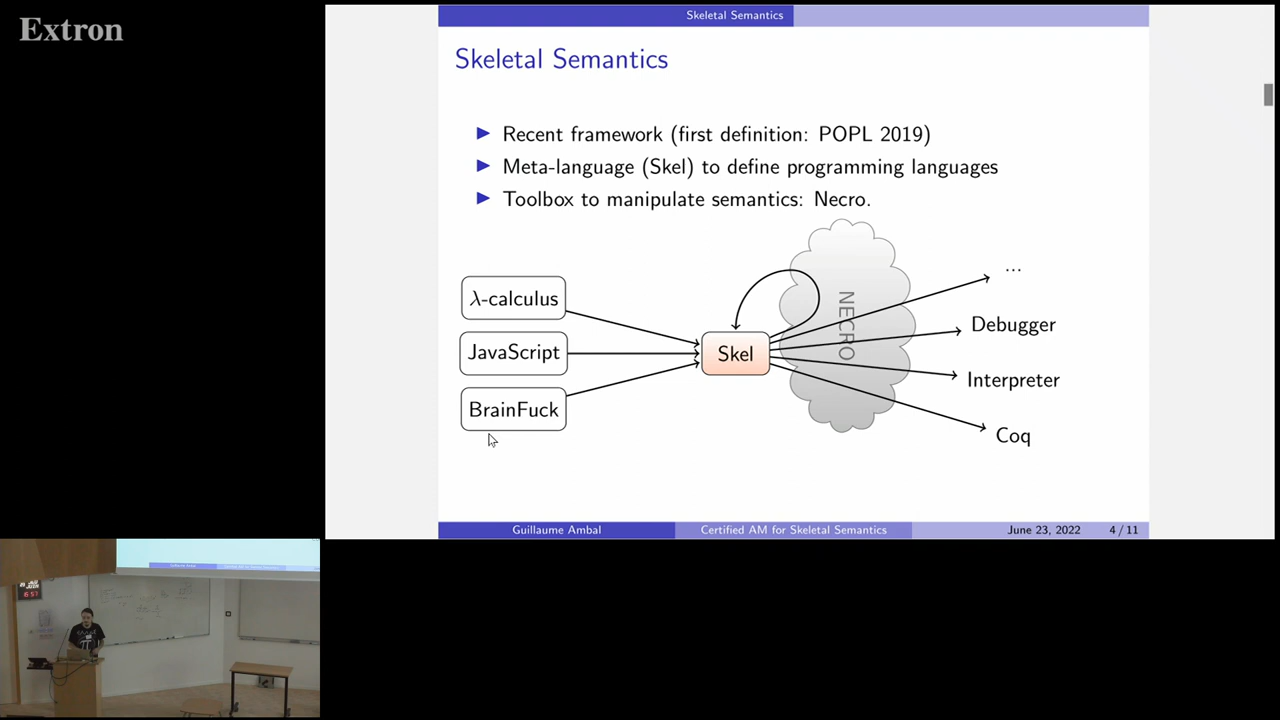 Extron
Skeletal Semantics
Skeletal Semantics
Recent framework (first definition: POPL 2019)
Meta-language (Skel) to define programming languages
Toolbox to manipulate semantics: Necro.
λ-calculus
JavaScript
BrainFuck
Skel
NECRO
...
Debugger
Interpreter
Coq
Guillaume Ambal
Certified AM for Skeletal Semantics
June 23, 2022
4 / 11